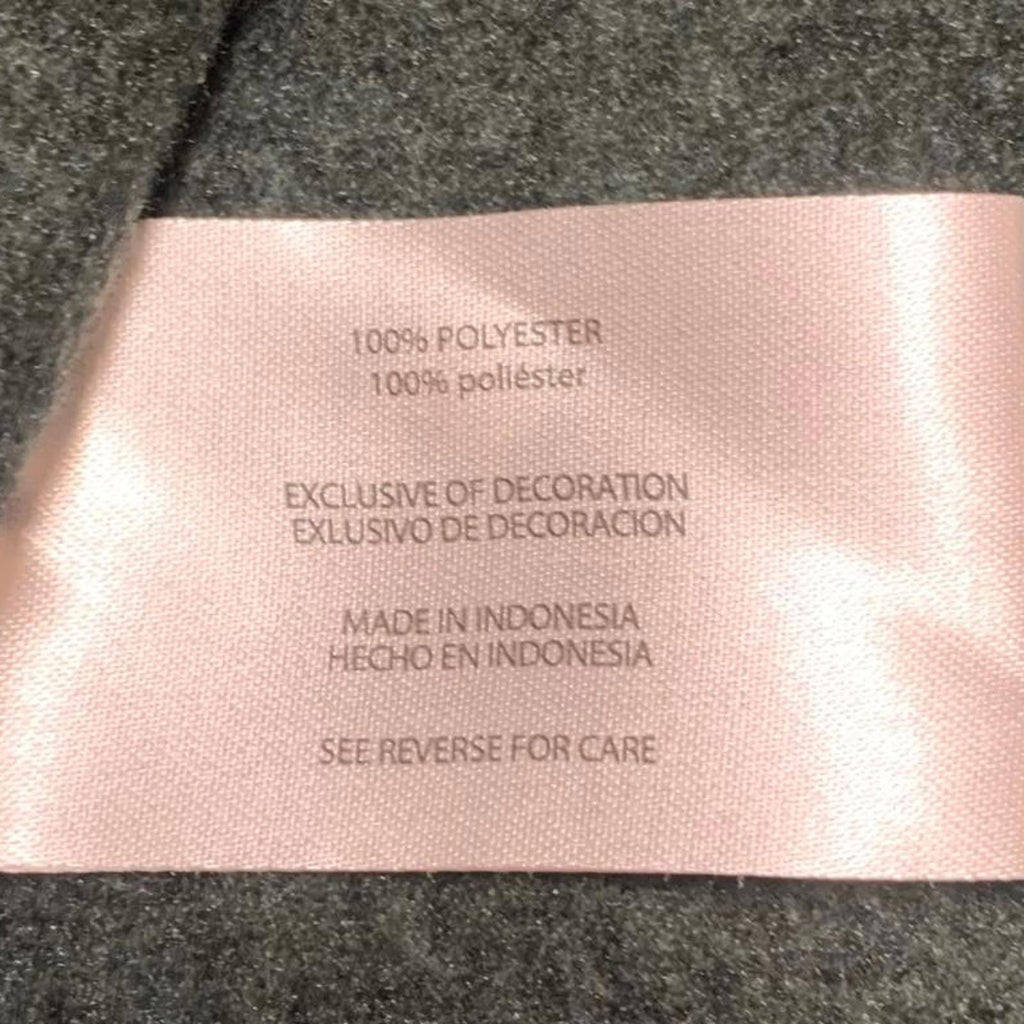 100% POLYESTER
100% poliéster
EXCLUSIVE OF DECORATION
EXLUSIVO DE DECORACION
MADE IN INDONESIA
HECHO EN INDONESIA
SEE REVERSE FOR CARE